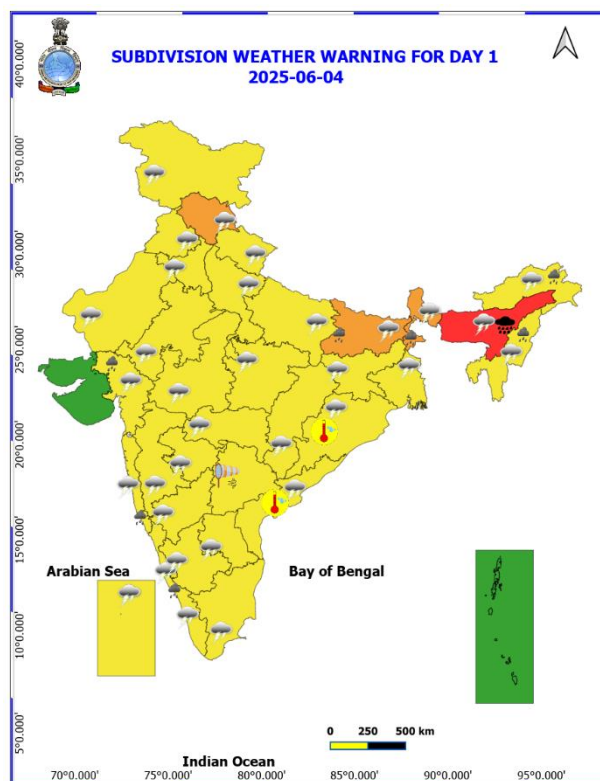 SUBDIVISION WEATHER WARNING FOR DAY 1
2025-06-04
40°0.000'
35°0.000'
30°0.000'
25°0.000'
20°0.000'
15°0.000'
10°0.000'
5°0.000'
Arabian Sea
Bay of Bengal
0 250 500 km
Indian Ocean
70°0.000' 75°0.000' 80°0.000' 85°0.000' 90°0.000' 95°0.000'